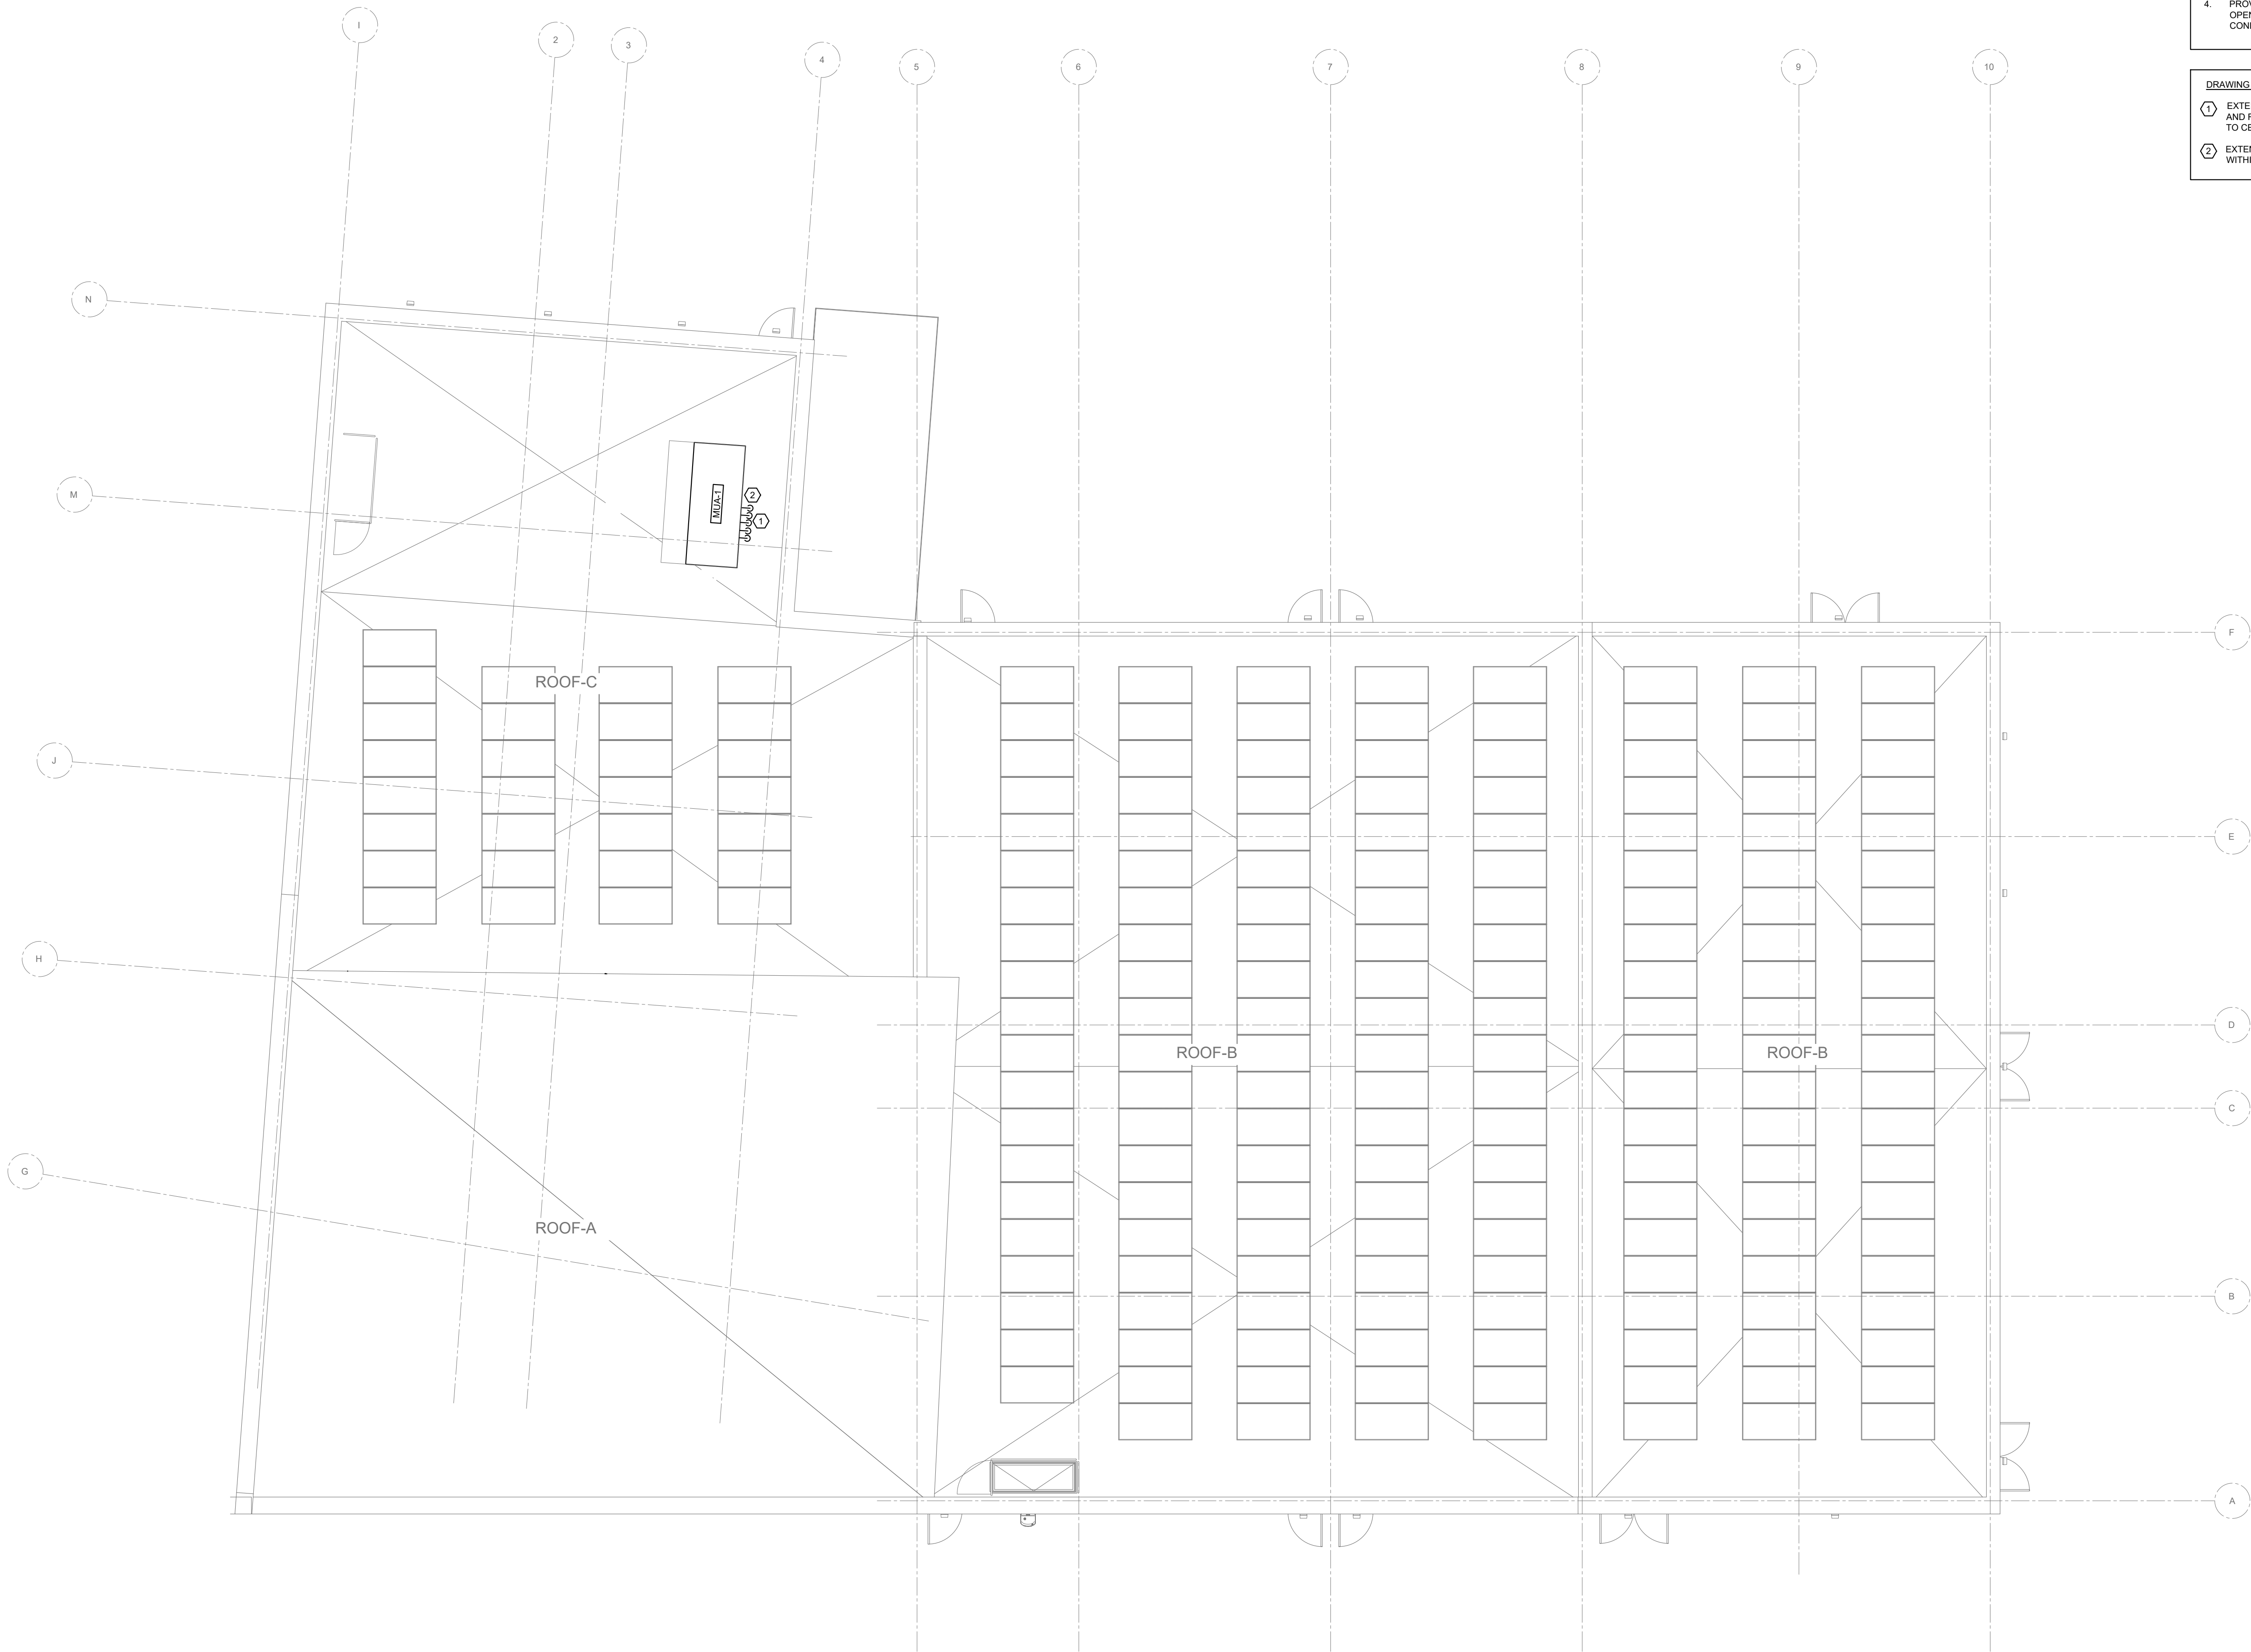 4. PROV
OPEN
CONI
DRAWING
1 EXTE
AND F
TO CE
2 EXTEN
WITHI
I
2
3
4
5
6
7
8
9
10
N
M
MUA-1
2
1
F
ROOF-C
J
E
H
D
ROOF-B
ROOF-B
C
G
ROOF-A
B
A